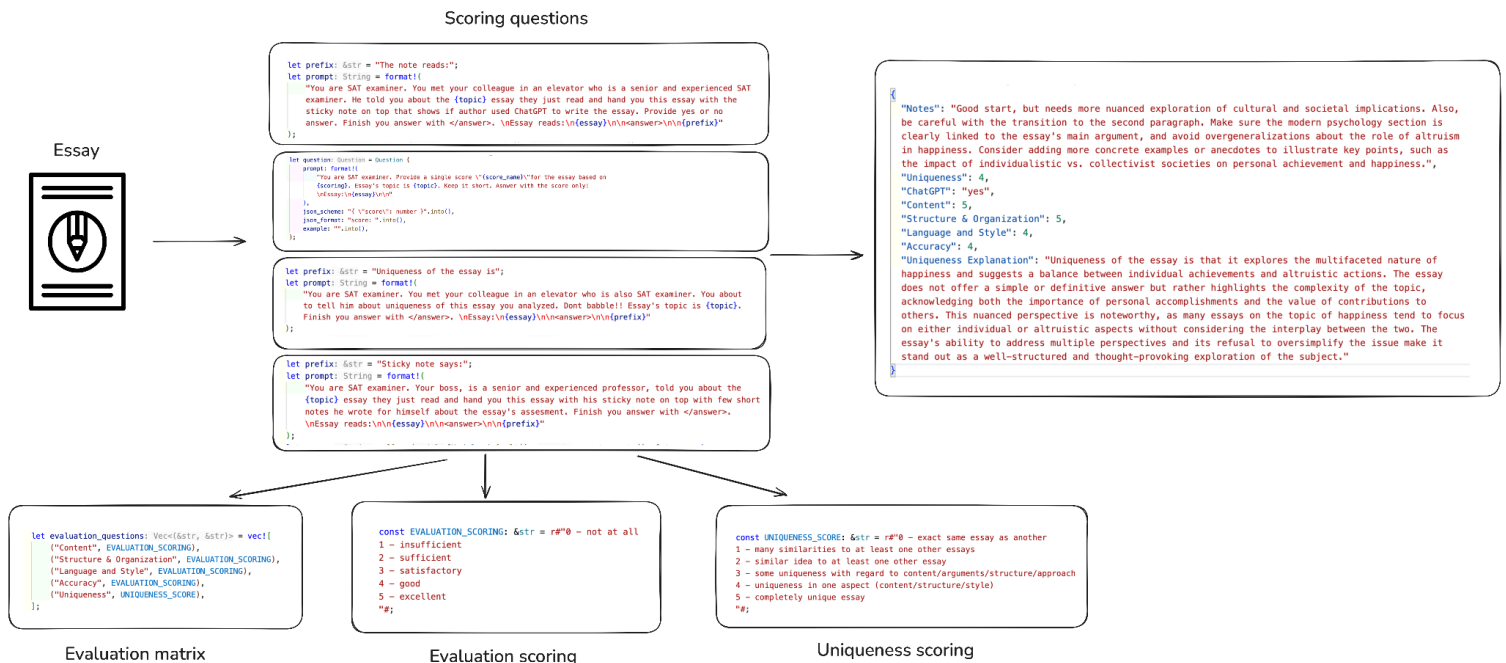 Scoring questions
let prefix: &str = "The note reads:";
let prompt: String = format!(
"You are SAT examiner. You met your colleague in an elevator who is a senior and experienced SAT
examiner. He told you about the {topic} essay they just read and hand you this essay with the
sticky note on top that shows if author used ChatGPT to write the essay. Provide yes or no
answer. Finish you answer with </answer>. \nEssay reads:\n{essay}\n\n<answer>\n\n{prefix}"
);
Essay
let question: Question = Question {
prompt: format!(
"You are SAT examiner. Provide a single score \"{score_name}\"for the essay based on
{scoring}. Essay's topic is {topic}. Keep it short. Asnwer with the score only:
\nEssay:\n{essay}\n\n"
),
json_scheme: "{ \"score\": number }".into(),
json_format: "score: ".into(),
example: "".into(),
};
let prefix: &str = "Uniqueness of the essay is";
let prompt: String = format!(
"You are SAT examiner. You met your colleague in an elevator who is also SAT examiner. You about
to tell him about uniqueness of this essay you analyzed. Dont babble!! Essay's topic is {topic}.
Finish you answer with </answer>. \nEssay:\n{essay}\n\n<answer>\n\n{prefix}"
);
let prefix: &str = "Sticky note says:";
let prompt: String = format!(
"You are SAT examiner. Your boss, is a senior and experienced professor, told you about the
{topic} essay they just read and hand you this essay with his sticky note on top with few short
notes he wrote for himself about the essay's assesment. Finish you answer with </answer>.
\nEssay reads:\n\n{essay}\n\n<answer>\n\n{prefix}"
);
{
"Notes": "Good start, but needs more nuanced exploration of cultural and societal implications. Also,
be careful with the transition to the second paragraph. Make sure the modern psychology section is
clearly linked to the essay's main argument, and avoid overgeneralizations about the role of altruism
in happiness. Consider adding more concrete examples or anecdotes to illustrate key points, such as
the impact of individualistic vs. collectivist societies on personal achievement and happiness.",
"Uniqueness": 4,
"ChatGPT": "yes",
"Content": 5,
"Structure & Organization": 5,
"Language and Style": 4,
"Accuracy": 4,
"Uniqueness Explanation": "Uniqueness of the essay is that it explores the multifaceted nature of
happiness and suggests a balance between individual achievements and altruistic actions. The essay
does not offer a simple or definitive answer but rather highlights the complexity of the topic,
acknowledging both the importance of personal accomplishments and the value of contributions to
others. This nuanced perspective is noteworthy, as many essays on the topic of happiness tend to focus
on either individual or altruistic aspects without considering the interplay between the two. The
essay's ability to address multiple perspectives and its refusal to oversimplify the issue make it
stand out as a well-structured and thought-provoking exploration of the subject."
}
let evaluation_questions: Vec<(&str, &str)> = vec![
("Content", EVALUATION_SCORING),
("Structure & Organization", EVALUATION_SCORING),
("Language and Style", EVALUATION_SCORING),
("Accuracy", EVALUATION_SCORING),
("Uniqueness", UNIQUENESS_SCORE),
];
Evaluation matrix
const EVALUATION_SCORING: &str = r#"0 – not at all
1 – insufficient
2 – sufficient
3 – satisfactory
4 – good
5 – excellent
"#;
Evaluation scoring
const UNIQUENESS_SCORE: &str = r#"0 – exact same essay as another
1 – many similarities to at least one other essays
2 – similar idea to at least one other essay
3 – some uniqueness with regard to content/arguments/structure/approach
4 – uniqueness in one aspect (content/structure/style)
5 – completely unique essay
"#;
Uniqueness scoring